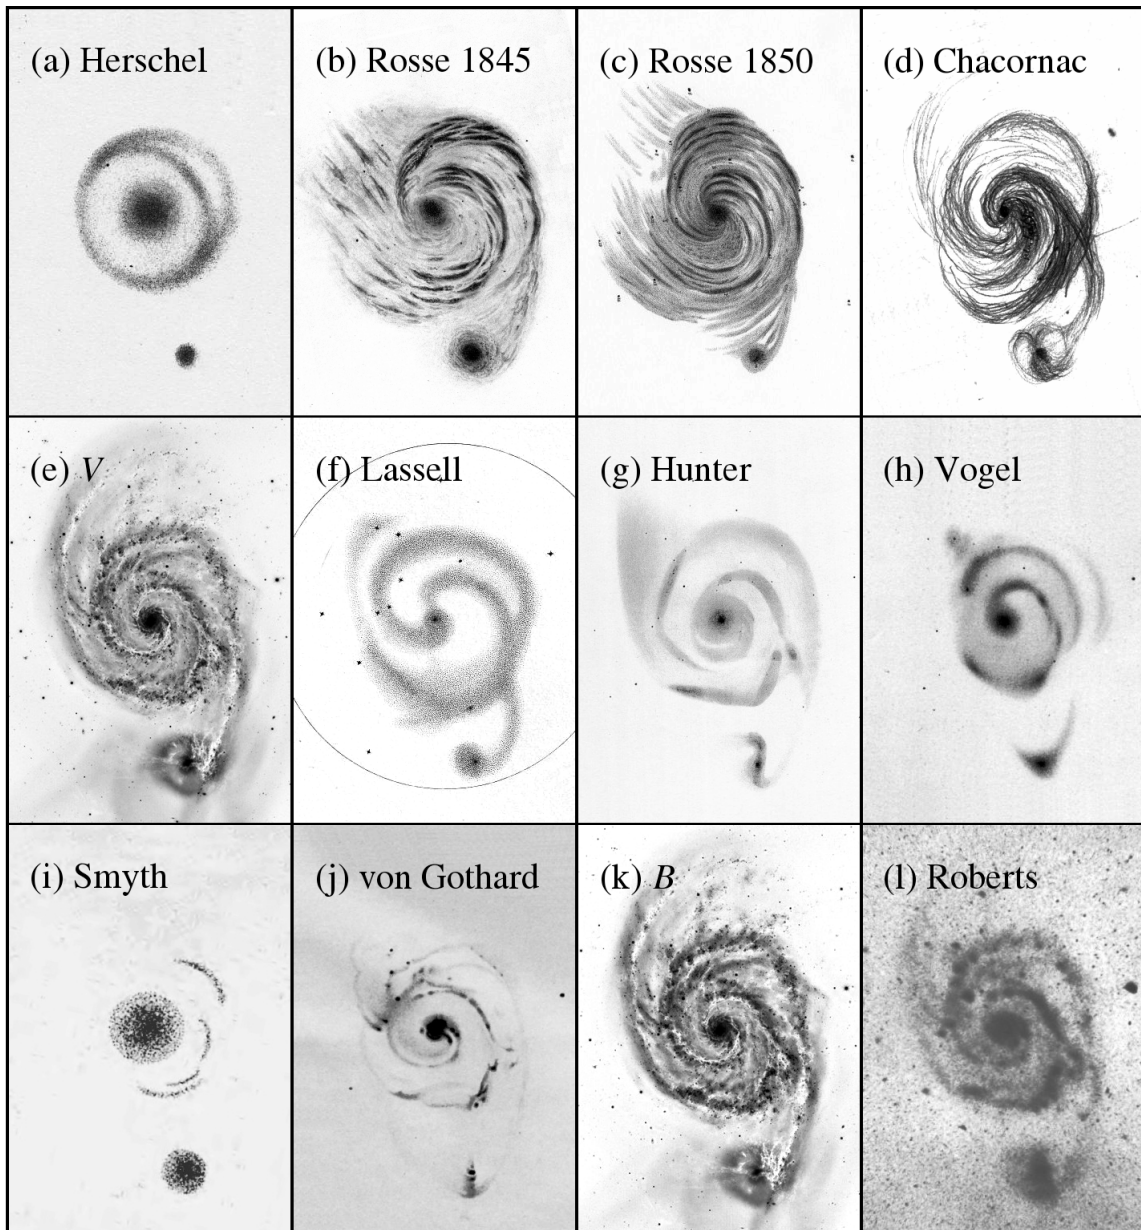 (a) Herschel
(b) Rosse 1845
(c) Rosse 1850
(d) Chacornac
(e) V
(f) Lassell
(g) Hunter
(h) Vogel
(i) Smyth
(j) von Gothard
(k) B
(l) Roberts